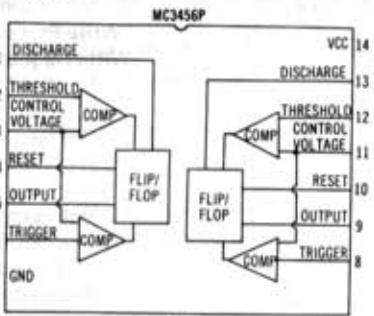 MC3456P
DISCHARGE
THRESHOLD
CONTROL
VOLTAGE
COMP
RESET
FLIP/
FLOP
OUTPUT
TRIGGER
COMP
GND
VCC 14
DISCHARGE
13
THRESHOLD
12
COMP
CONTROL
VOLTAGE 11
RESET
10
FLIP/
FLOP
OUTPUT
9
COMP
TRIGGER 8